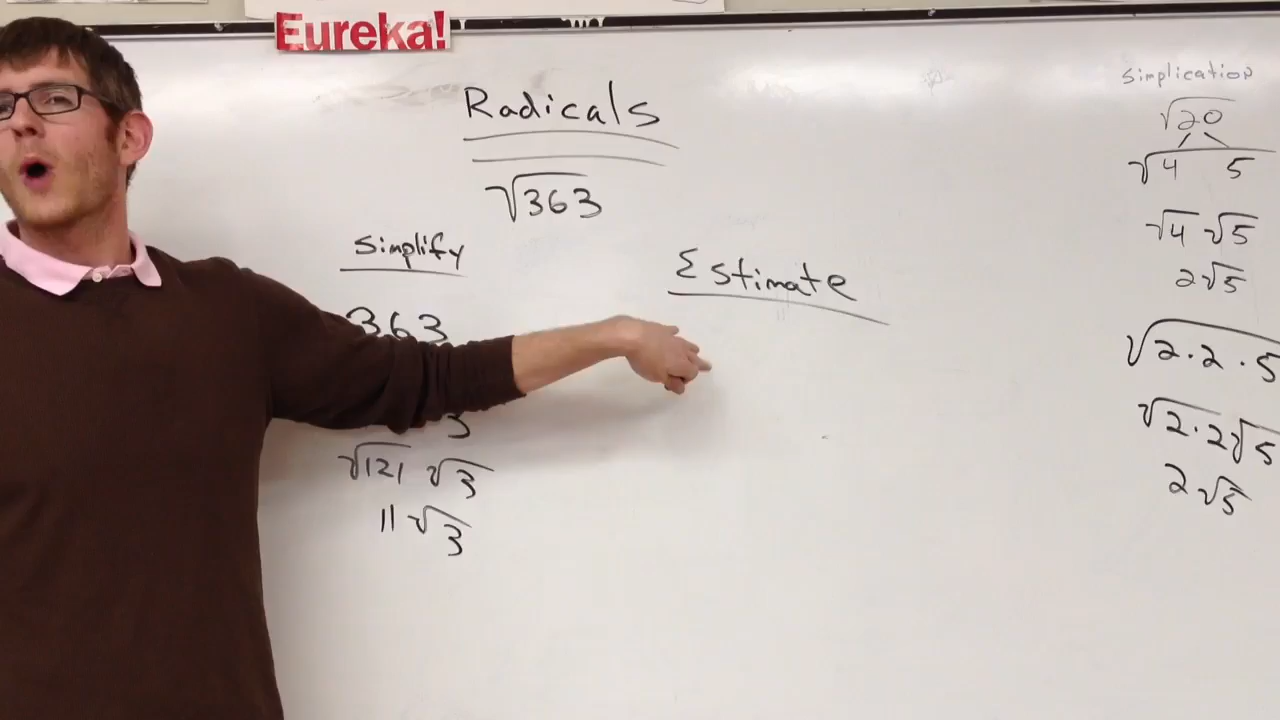 Eureka!
Radicals
√363
Simplify
363
3
√121 √3
11√3
Estimate
Simplication
√20
√4 5
√4 √5
2√5
√2·2·5
√2·2√5
2√5